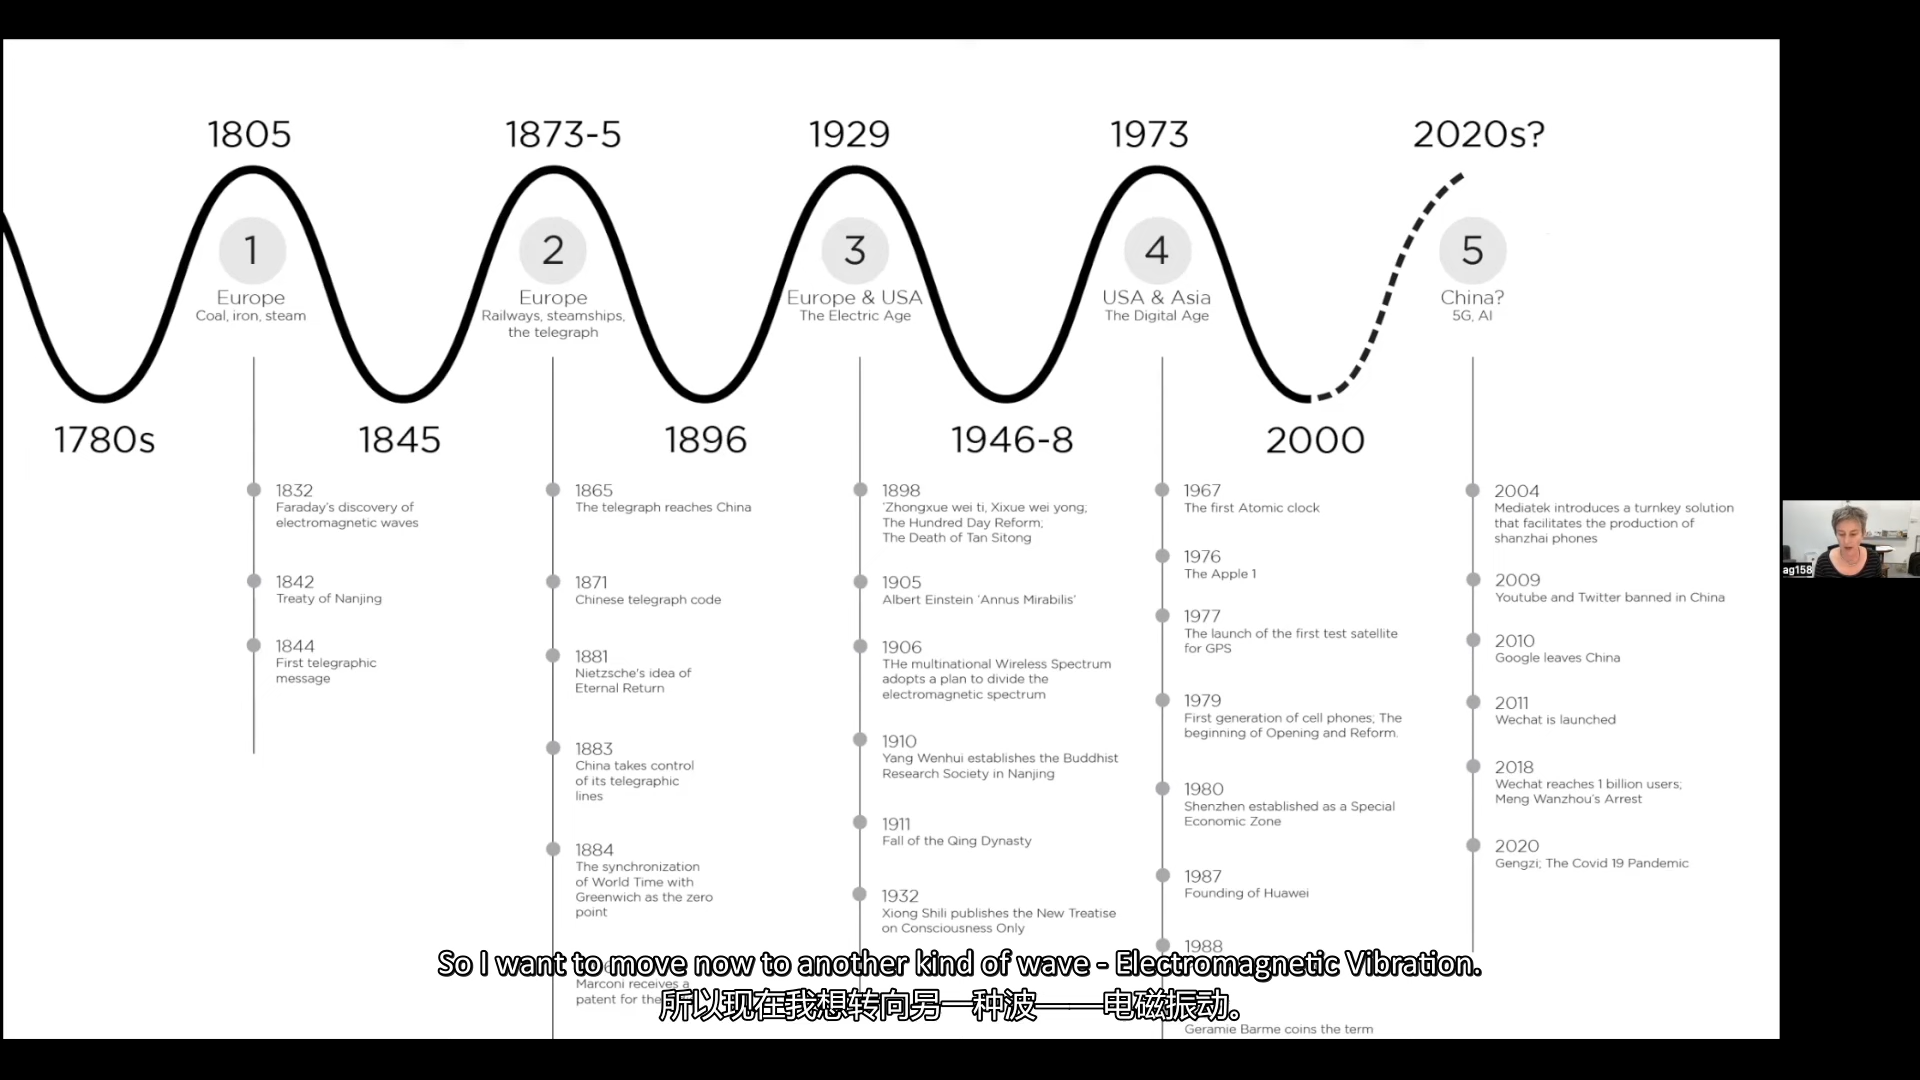 1805
1873-5
1929
1973
2020s?
1
2
3
4
5
Europe
Coal, iron, steam
Europe
Railways, steamships,
the telegraph
Europe & USA
The Electric Age
USA & Asia
The Digital Age
China?
5G, AI
1780s
1845
1896
1946-8
2000
1832
Faraday's discovery of
electromagnetic waves
1842
Treaty of Nanjing
1844
First telegraphic
message
1865
The telegraph reaches China
1871
Chinese telegraph code
1881
Nietzsche's idea of
Eternal Return
1883
China takes control
of its telegraphic
lines
1884
The synchronization
of World Time with
Greenwich as the zero
point
Marconi receives a
patent for the
1898
'Zhongxue wei ti, Xixue wei yong;
The Hundred Day Reform;
The Death of Tan Sitong
1905
Albert Einstein 'Annus Mirabilis'
1906
THe multinational Wireless Spectrum
adopts a plan to divide the
electromagnetic spectrum
1910
Yang Wenhui establishes the Buddhist
Research Society in Nanjing
1911
Fall of the Qing Dynasty
1932
Xiong Shili publishes the New Treatise
on Consciousness Only
1967
The first Atomic clock
1976
The Apple 1
1977
The launch of the first test satellite
for GPS
1979
First generation of cell phones; The
beginning of Opening and Reform.
1980
Shenzhen established as a Special
Economic Zone
1987
Founding of Huawei
1988
Geramie Barme coins the term
2004
Mediatek introduces a turnkey solution
that facilitates the production of
shanzhai phones
2009
Youtube and Twitter banned in China
2010
Google leaves China
2011
Wechat is launched
2018
Wechat reaches 1 billion users;
Meng Wanzhou's Arrest
2020
Gengzi; The Covid 19 Pandemic
ag158
So I want to move now to another kind of wave - Electromagnetic Vibration.
所以现在我想转向另一种波——电磁振动。